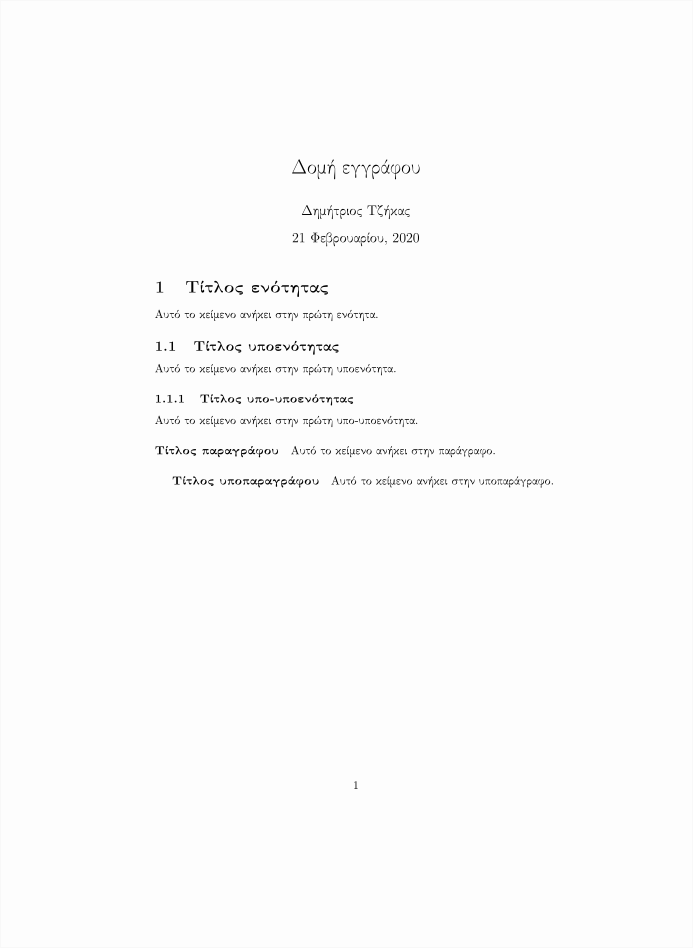 Δομή εγγράφου
Δημήτριος Τζήκας
21 Φεβρουαρίου, 2020
1 Τίτλος ενότητας
Αυτό το κείμενο ανήκει στην πρώτη ενότητα.
1.1 Τίτλος υποενότητας
Αυτό το κείμενο ανήκει στην πρώτη υποενότητα.
1.1.1 Τίτλος υπο-υποενότητας
Αυτό το κείμενο ανήκει στην πρώτη υπο-υποενότητα.
Τίτλος παραγράφου Αυτό το κείμενο ανήκει στην παράγραφο.
Τίτλος υποπαραγράφου Αυτό το κείμενο ανήκει στην υποπαράγραφο.
1